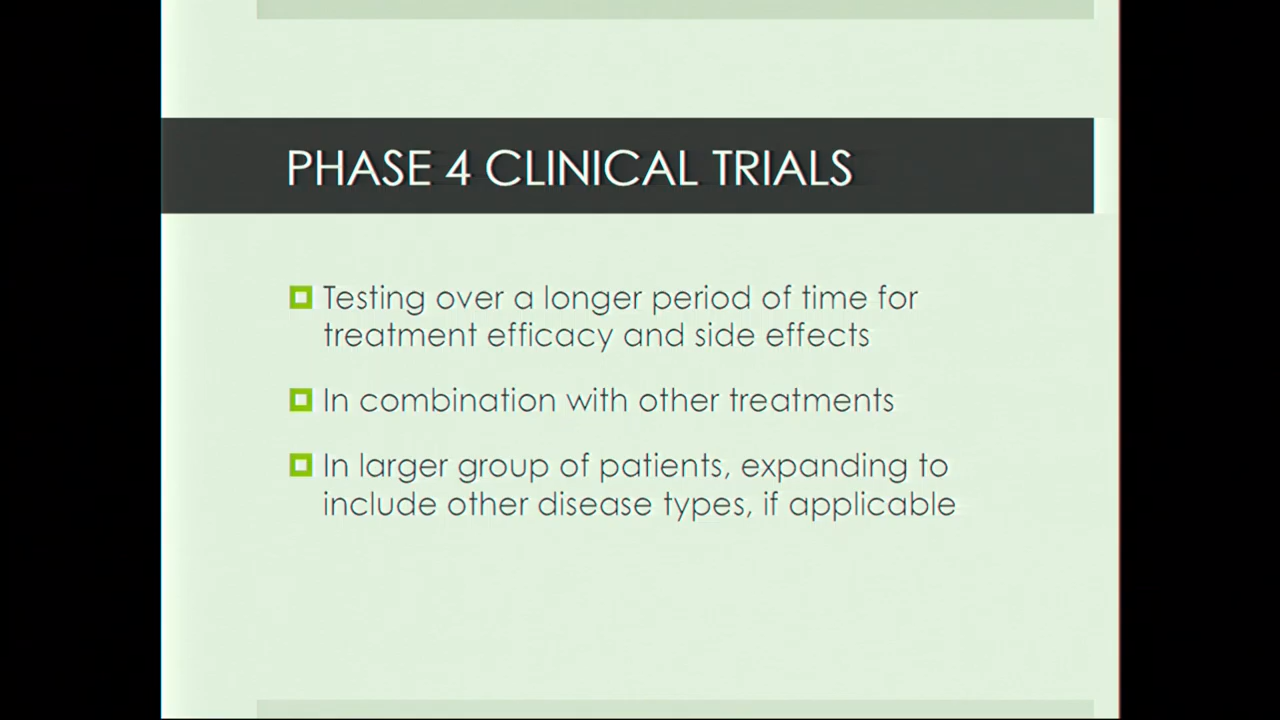 PHASE 4 CLINICAL TRIALS
Testing over a longer period of time for
treatment efficacy and side effects
In combination with other treatments
In larger group of patients, expanding to
include other disease types, if applicable